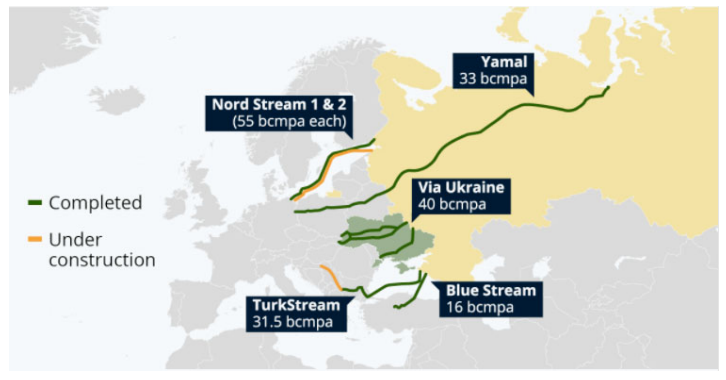 Yamal
33 bcmpa
Nord Stream 1 & 2
(55 bcmpa each)
Via Ukraine
40 bcmpa
Completed
Under
construction
TurkStream
31.5 bcmpa
Blue Stream
16 bcmpa